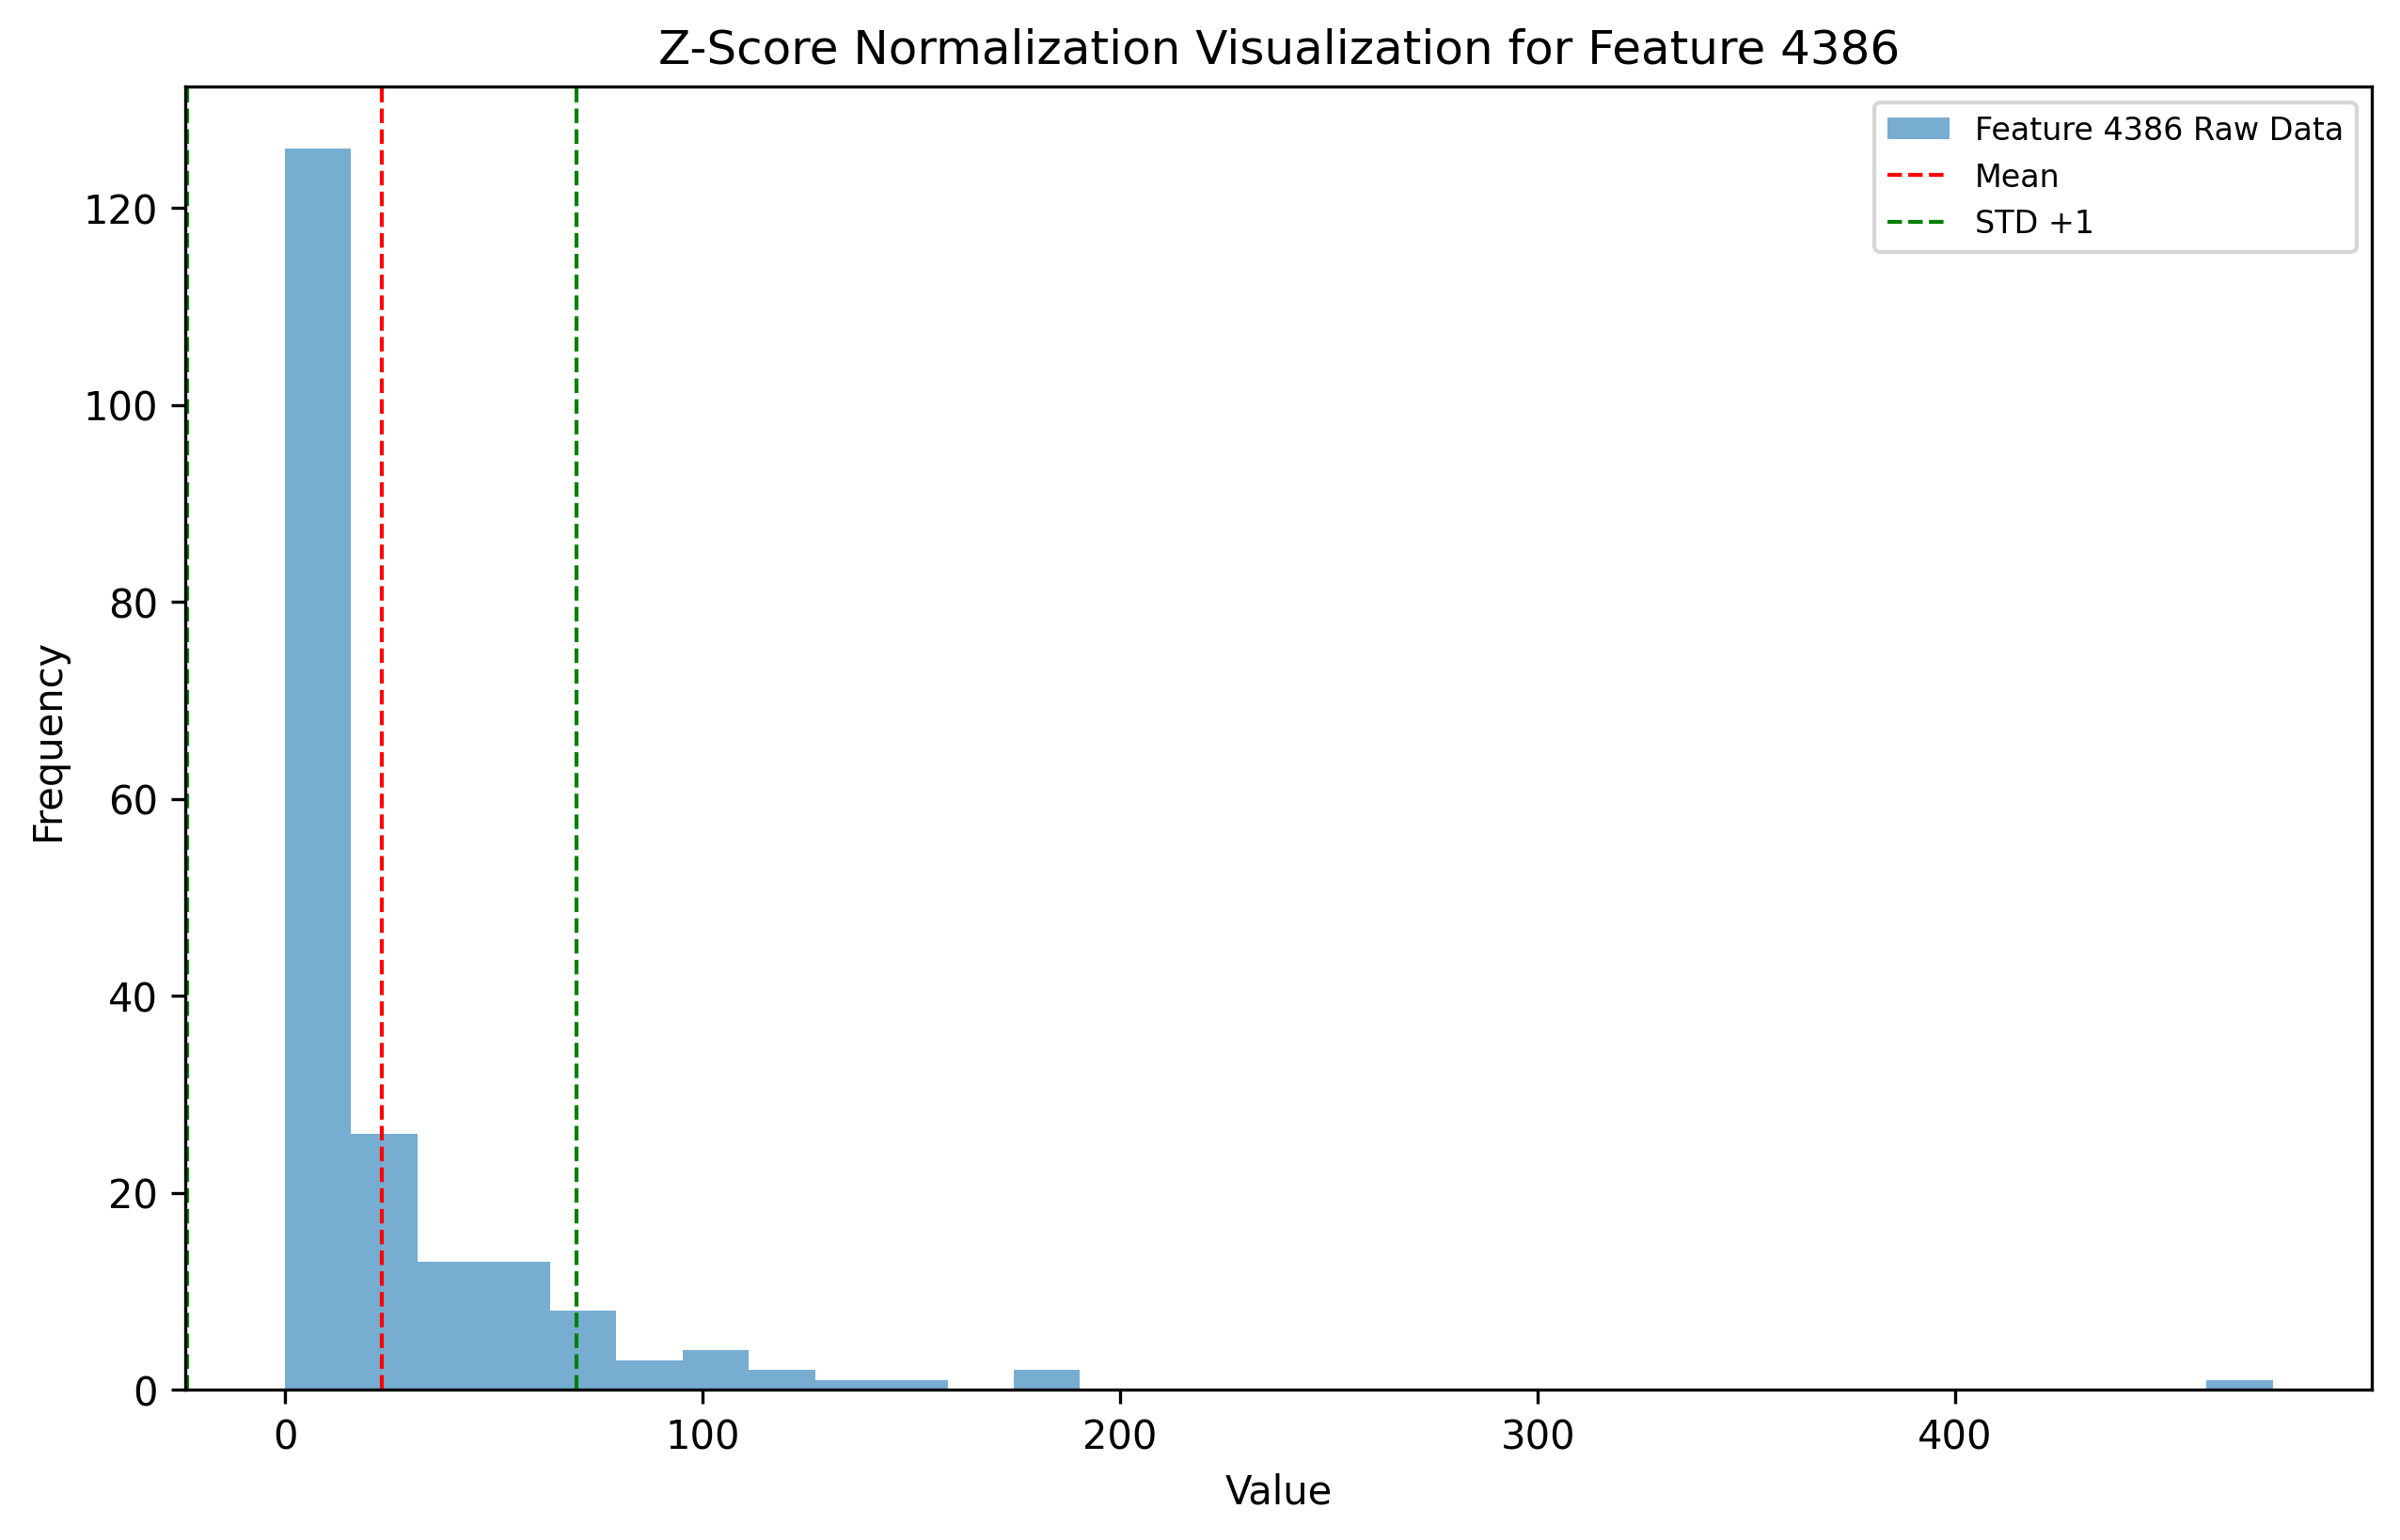 Z-Score Normalization Visualization for Feature 4386
Feature 4386 Raw Data
Mean
STD +1
120
100
80
60
40
20
0
Frequency
0 100 200 300 400
Value